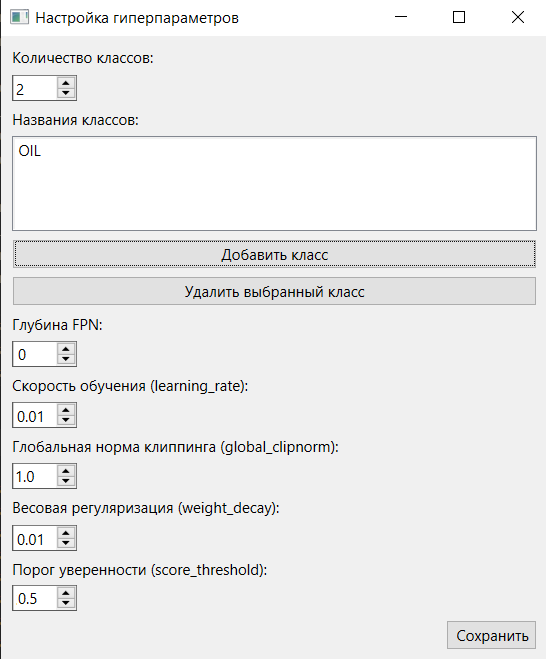 Настройка гиперпараметров
Количество классов:
2
Названия классов:
OIL
Добавить класс
Удалить выбранный класс
Глубина FPN:
0
Скорость обучения (learning_rate):
0.01
Глобальная норма клиппинга (global_clipnorm):
1.0
Весовая регуляризация (weight_decay):
0.01
Порог уверенности (score_threshold):
0.5
Сохранить